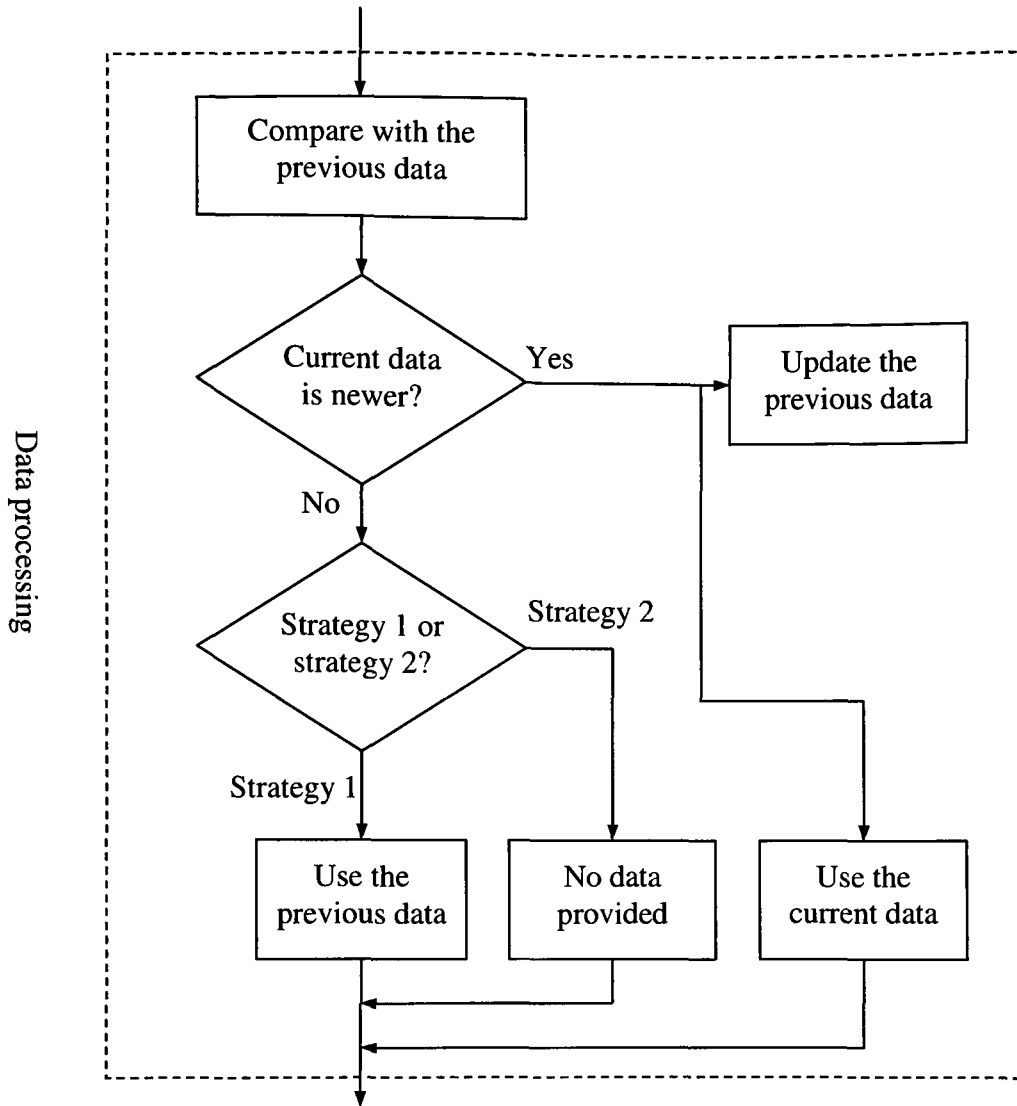 Compare with the
previous data
Current data
is newer?
Yes
Update the
previous data
No
Data processing
Strategy 1 or
strategy 2?
Strategy 2
Strategy 1
Use the
previous data
No data
provided
Use the
current data